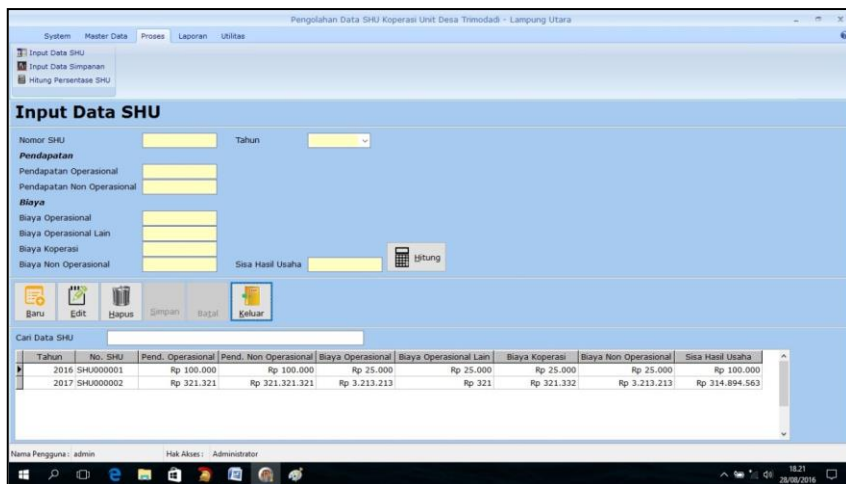 Pengolahan Data SHU Koperasi Unit Desa Trimodadi - Lampung Utara
System Master Data Proses Laporan Utilitas
Input Data SHU
Input Data Simpanan
Hitung Persentase SHU
Input Data SHU
Nomor SHU Tahun
Pendapatan
Pendapatan Operasional
Pendapatan Non Operasional
Biaya
Biaya Operasional
Biaya Operasional Lain
Biaya Koperasi
Biaya Non Operasional Sisa Hasil Usaha Hitung
Baru Edit Hapus Simpan Batal Keluar
Cari Data SHU
Tahun No. SHU Pend. Operasional Pend. Non Operasional Biaya Operasional Biaya Operasional Lain Biaya Koperasi Biaya Non Operasional Sisa Hasil Usaha
2016 SHU000001 Rp 100.000 Rp 100.000 Rp 25.000 Rp 25.000 Rp 25.000 Rp 25.000 Rp 100.000
2017 SHU000002 Rp 321.321 Rp 321.321.321 Rp 3.213.213 Rp 321 Rp 321.332 Rp 3.213.213 Rp 314.894.563
Nama Pengguna : admin Hak Akses : Administrator
18.21
28/08/2016